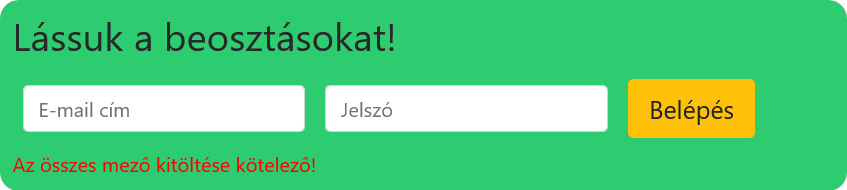 Lássuk a beosztásokat!
E-mail cím Jelszó Belépés
Az összes mező kitöltése kötelező!